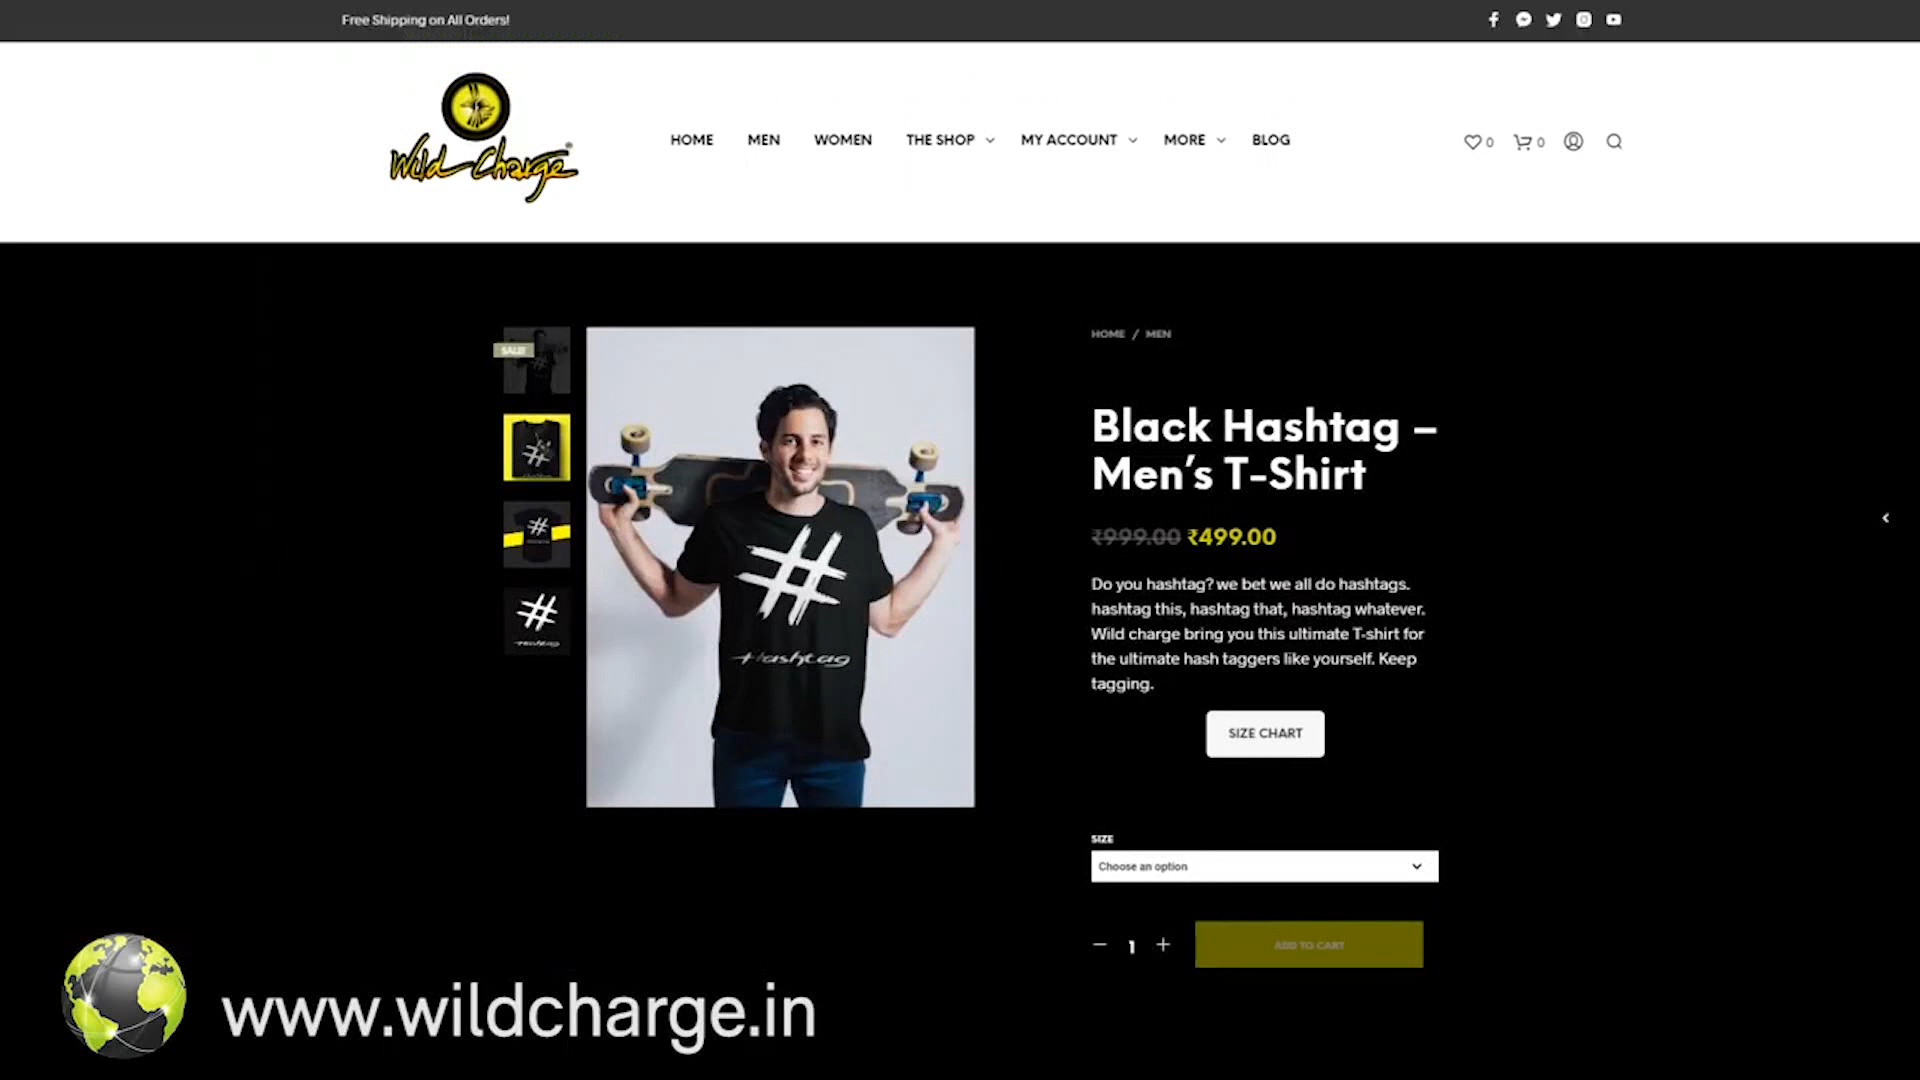 Free Shipping on All Orders!
Wild Charge®
HOME MEN WOMEN THE SHOP MY ACCOUNT MORE BLOG
0 0
SALE!
HOME / MEN
Black Hashtag –
Men’s T-Shirt
₹999.00 ₹499.00
Do you hashtag? we bet we all do hashtags.
hashtag this, hashtag that, hashtag whatever.
Wild charge bring you this ultimate T-shirt for
the ultimate hash taggers like yourself. Keep
tagging.
SIZE CHART
#
Hashtag
#
Hashtag
SIZE
Choose an option
− 1 +
ADD TO CART
www.wildcharge.in